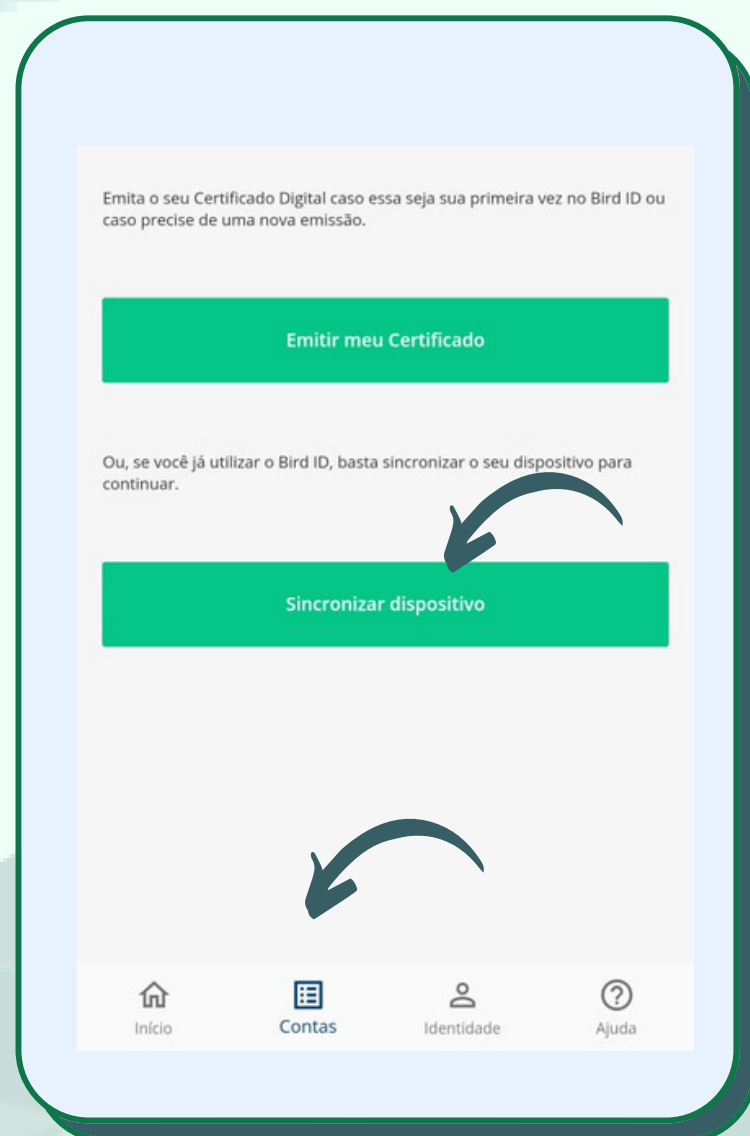 Emita o seu Certificado Digital caso essa seja sua primeira vez no Bird ID ou
caso precise de uma nova emissão.
Emitir meu Certificado
Ou, se você já utilizar o Bird ID, basta sincronizar o seu dispositivo para
continuar.
Sincronizar dispositivo
Início
Contas
Identidade
Ajuda